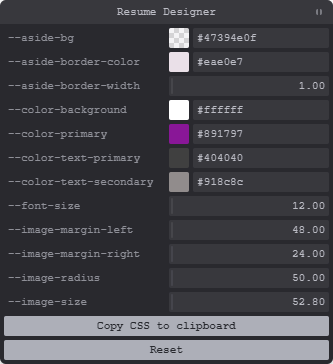 Resume Designer
--aside-bg #47394e0f
--aside-border-color #eae0e7
--aside-border-width 1.00
--color-background #ffffff
--color-primary #891797
--color-text-primary #404040
--color-text-secondary #918c8c
--font-size 12.00
--image-margin-left 48.00
--image-margin-right 24.00
--image-radius 50.00
--image-size 52.80
Copy CSS to clipboard
Reset